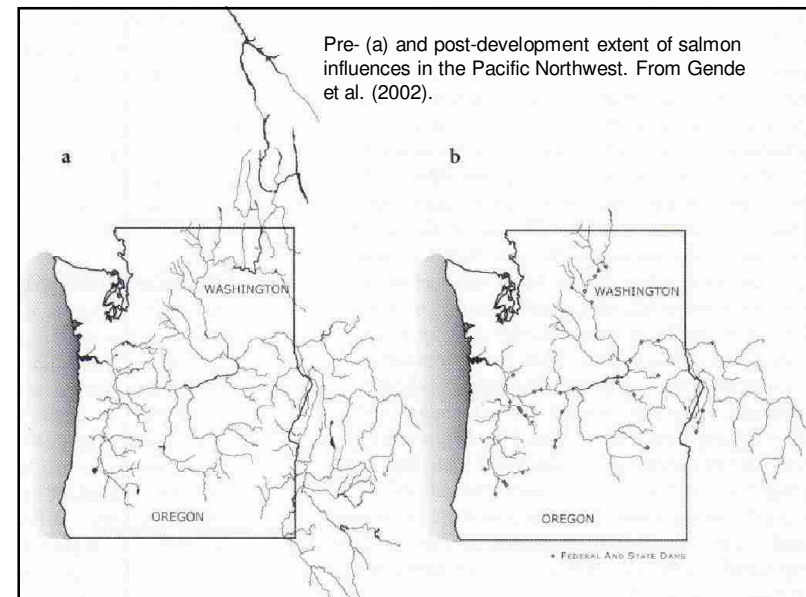 Pre- (a) and post-development extent of salmon
influences in the Pacific Northwest. From Gende
et al. (2002).
a
b
WASHINGTON
OREGON
WASHINGTON
OREGON
• FEDERAL AND STATE DAMS